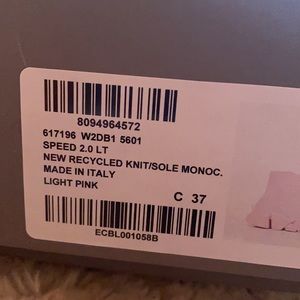 8094964572
617196 W2DB1 5601
SPEED 2.0 LT
NEW RECYCLED KNIT/SOLE MONOC.
MADE IN ITALY
LIGHT PINK
C 37
ECBL001058B